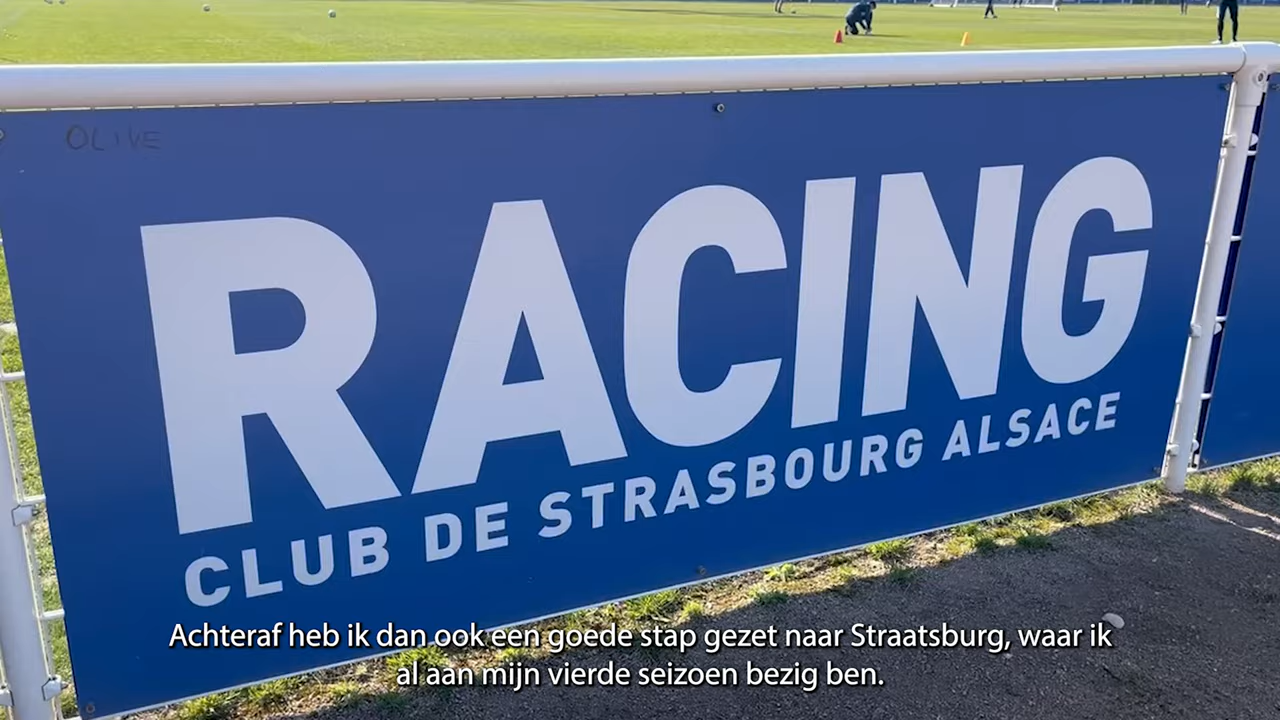 OLIVE
RACING
CLUB DE STRASBOURG ALSACE
Achteraf heb ik dan ook een goede stap gezet naar Straatsburg, waar ik
al aan mijn vierde seizoen bezig ben.